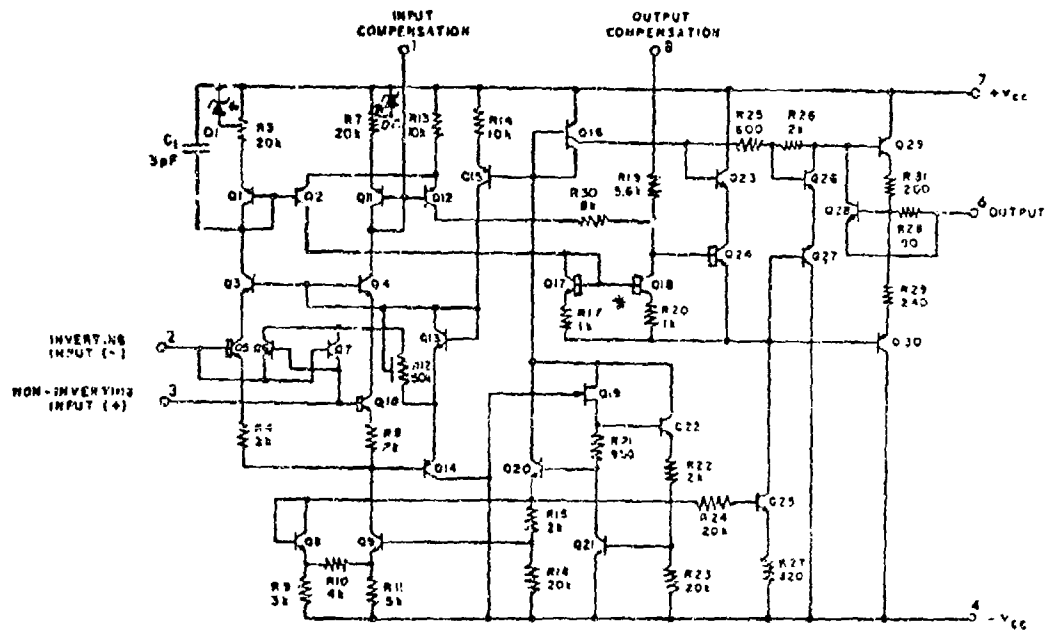 INPUT
COMPENSATION
1
OUTPUT
COMPENSATION
8
7
+Vcc
C1
3pF
D1
R3
20k
R7
20k
R13
10k
R14
10k
Q16
R25
600
R26
2k
Q29
R31
200
Q1
Q2
Q11
Q12
Q15
R30
8k
R19
5.6k
Q23
Q26
Q28
R28
6 OUTPUT
Q3
Q4
Q17
Q18
Q24
Q27
R17
1k
R20
1k
R29
240
INVERTING
INPUT (-)
2
Q5
Q7
Q13
R12
50k
Q30
NON-INVERTING
INPUT (+)
3
Q10
Q19
Q22
R8
2k
R21
950
Q14
Q20
R22
2k
R24
20k
Q25
R15
2k
Q8
Q9
Q21
R9
3k
R10
4k
R11
5k
R14
20k
R23
20k
R27
820
4